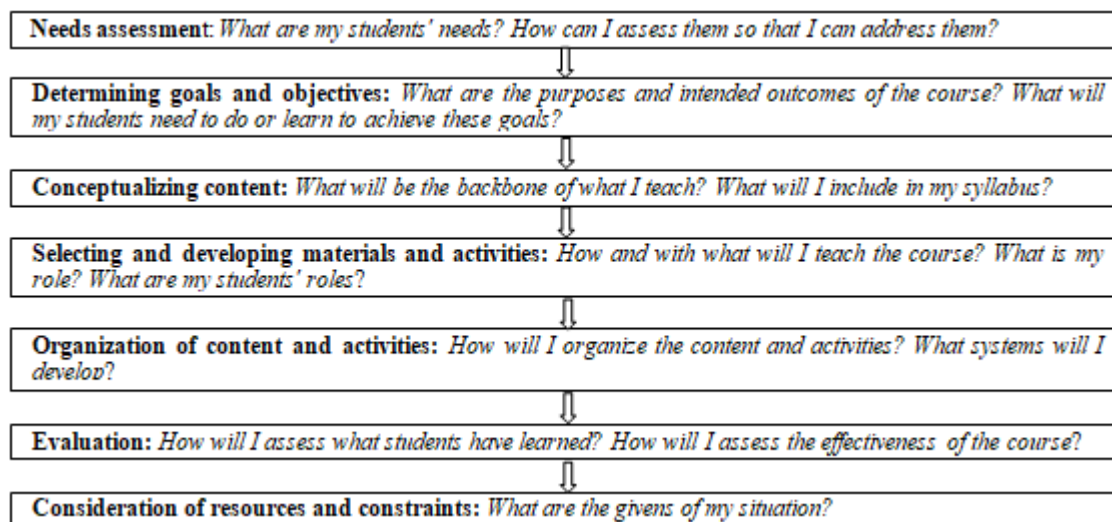 Needs assessment: What are my students' needs? How can I assess them so that I can address them?
Determining goals and objectives: What are the purposes and intended outcomes of the course? What will
my students need to do or learn to achieve these goals?
Conceptualizing content: What will be the backbone of what I teach? What will I include in my syllabus?
Selecting and developing materials and activities: How and with what will I teach the course? What is my
role? What are my students' roles?
Organization of content and activities: How will I organize the content and activities? What systems will I
develop?
Evaluation: How will I assess what students have learned? How will I assess the effectiveness of the course?
Consideration of resources and constraints: What are the givens of my situation?